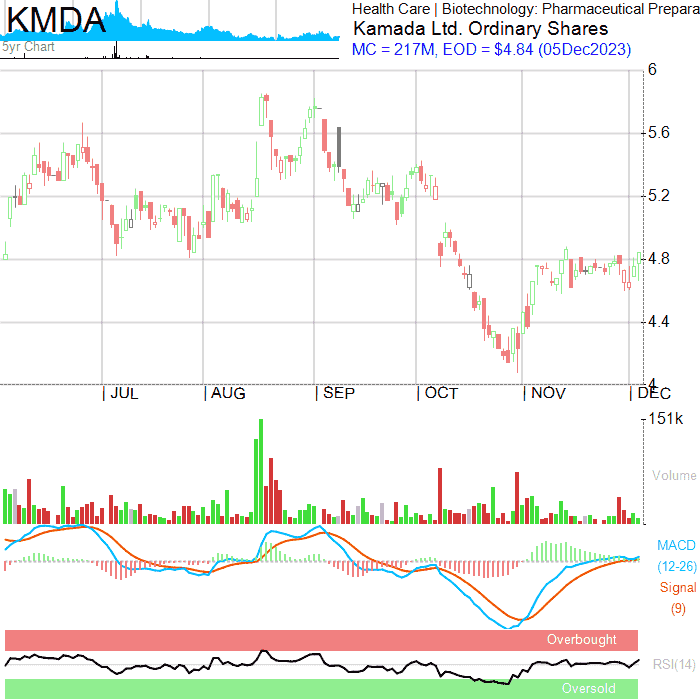 KMDA
5yr Chart
Health Care | Biotechnology: Pharmaceutical Prepara
Kamada Ltd. Ordinary Shares
MC = 217M, EOD = $4.84 (05Dec2023)
6
5.6
5.2
4.8
4.4
4
| JUL | AUG | SEP | OCT | NOV | DEC
151k
Volume
MACD
(12-26)
Signal
(9)
Overbought
RSI(14)
Oversold